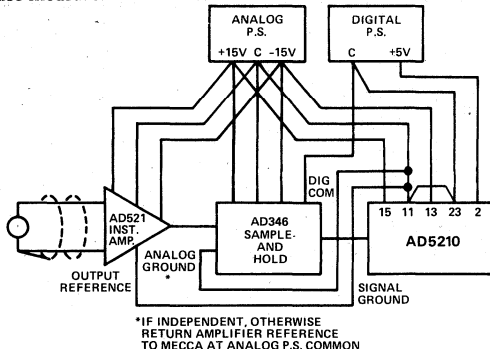 ANALOG
P.S.
+15V C -15V
DIGITAL
P.S.
C +5V
DIG
COM
15 11 13 23 2
AD521
INST.
AMP.
AD346
SAMPLE-
AND
HOLD
AD5210
ANALOG
GROUND
*
OUTPUT
REFERENCE
SIGNAL
GROUND
*IF INDEPENDENT, OTHERWISE
RETURN AMPLIFIER REFERENCE
TO MECCA AT ANALOG P.S. COMMON